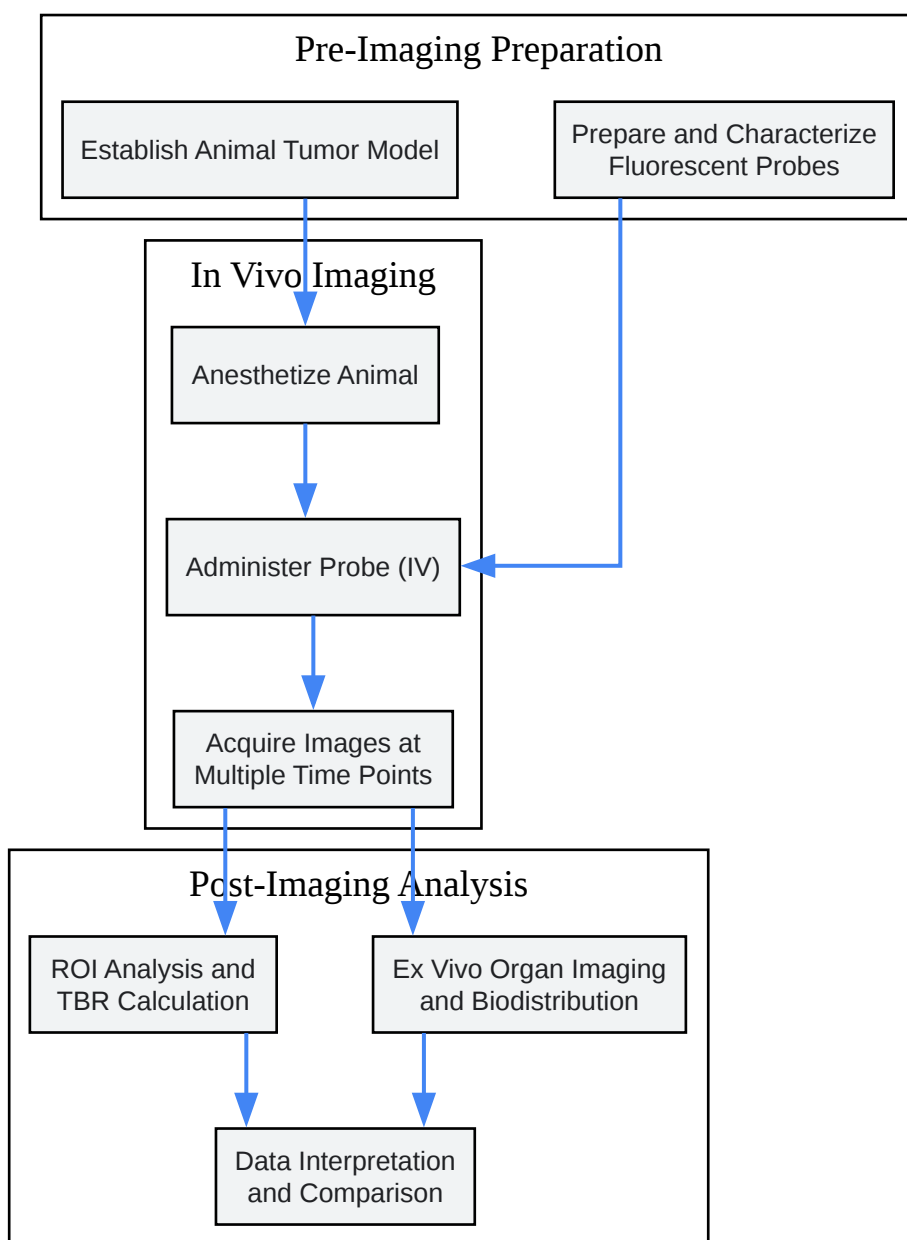 Pre-Imaging Preparation
Establish Animal Tumor Model
Prepare and Characterize
Fluorescent Probes
In Vivo Imaging
Anesthetize Animal
Administer Probe (IV)
Acquire Images at
Multiple Time Points
Post-Imaging Analysis
ROI Analysis and
TBR Calculation
Ex Vivo Organ Imaging
and Biodistribution
Data Interpretation
and Comparison